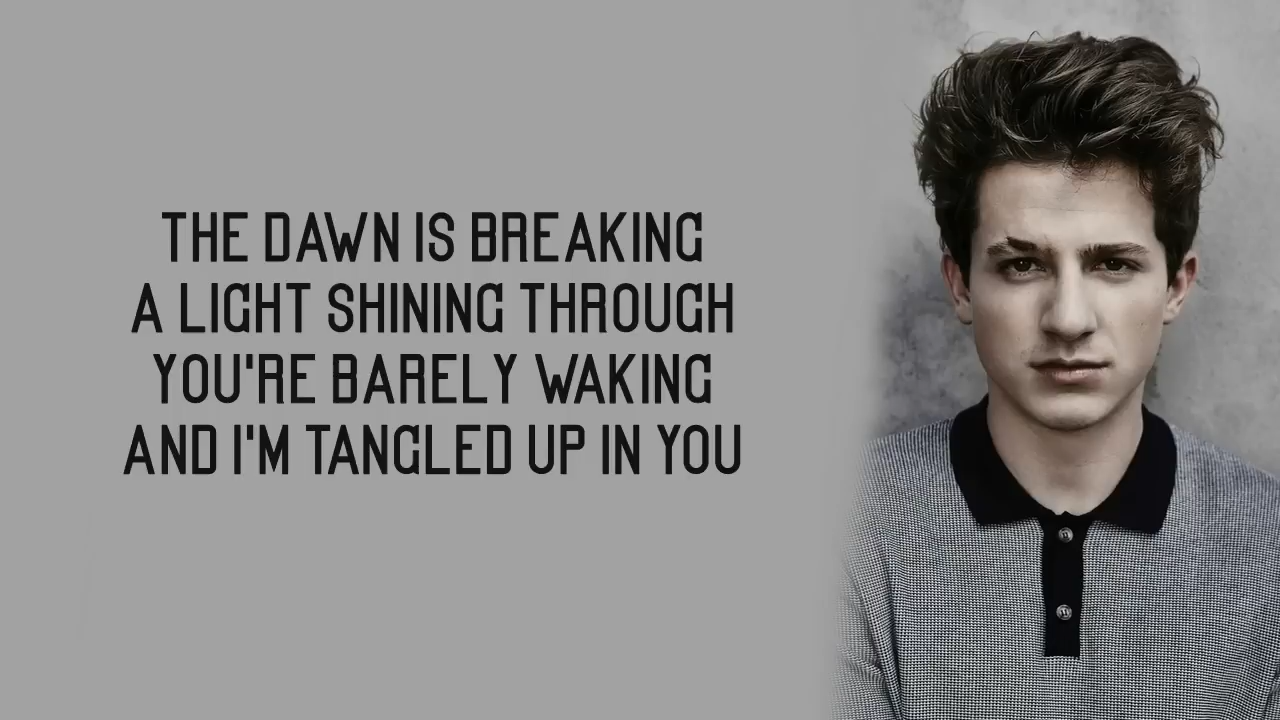 THE DAWN IS BREAKING
A LIGHT SHINING THROUGH
YOU'RE BARELY WAKING
AND I'M TANGLED UP IN YOU